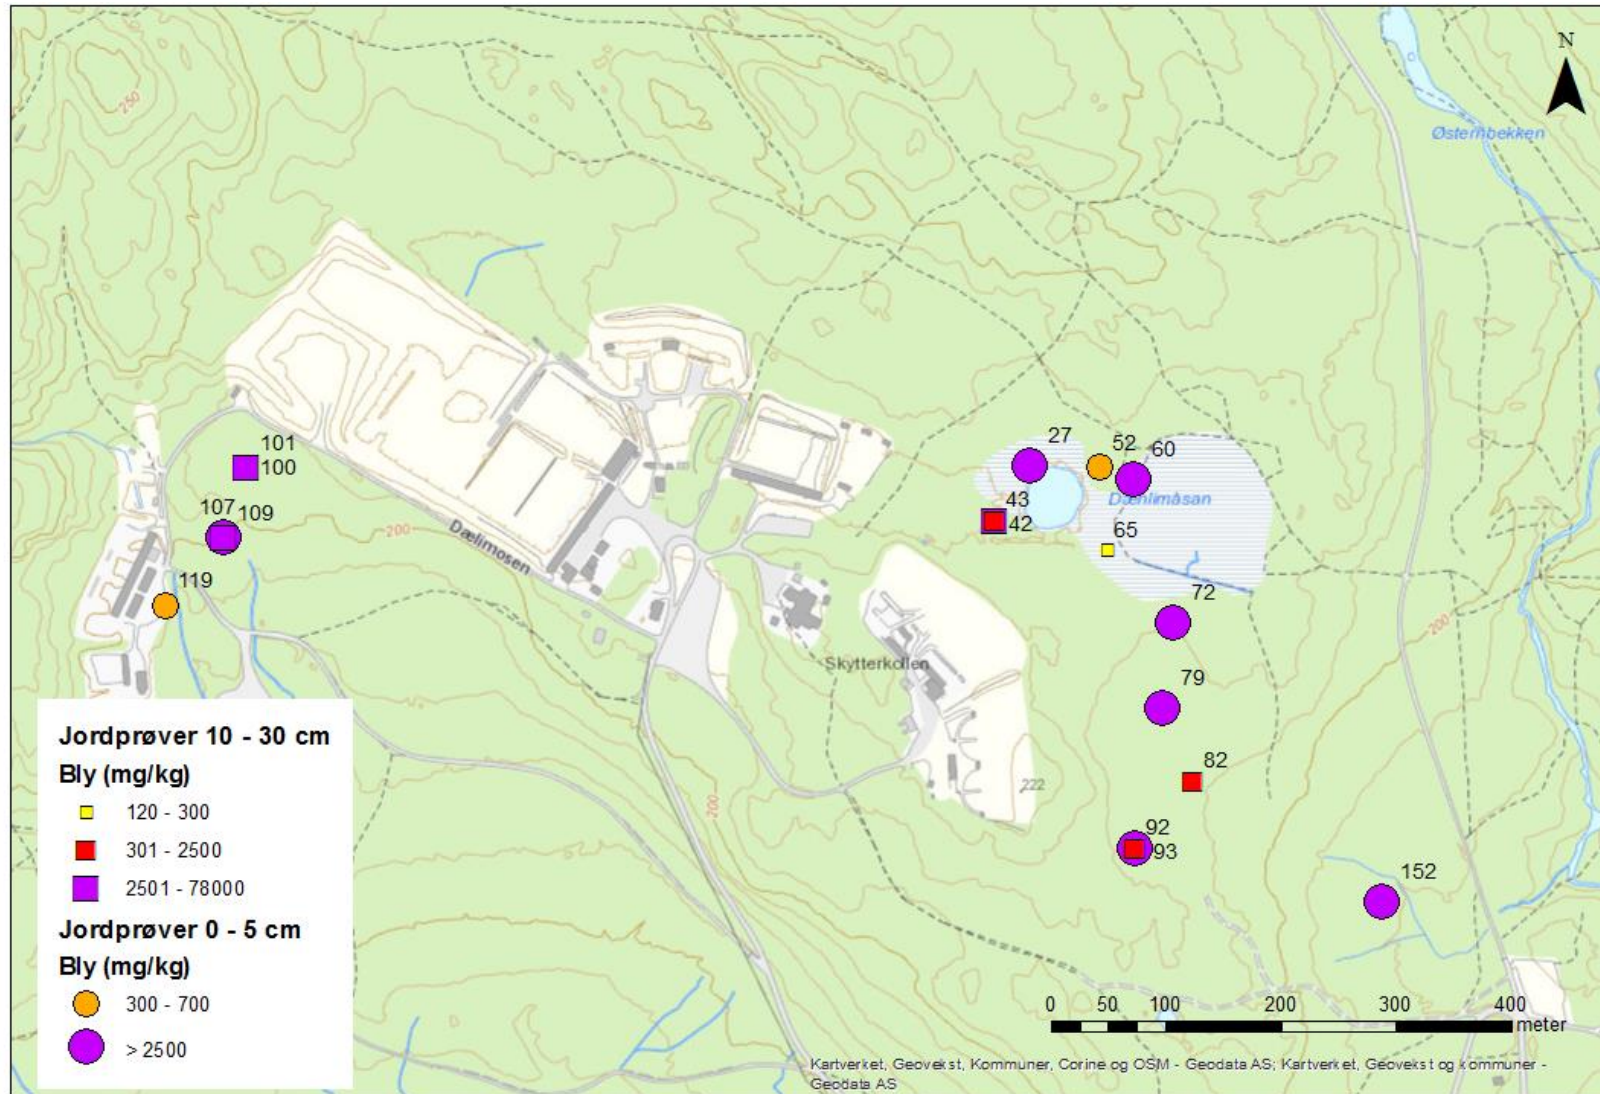 N
250
Østernbekken
27
52
60
101
100
43
42
Dælimåsan
107
109
200
Dælimosen
65
119
72
200
Skytterkollen
79
82
222
200
92
93
152
Jordprøver 10 - 30 cm
Bly (mg/kg)
120 - 300
301 - 2500
2501 - 78000
Jordprøver 0 - 5 cm
Bly (mg/kg)
300 - 700
> 2500
0 50 100 200 300 400
meter
Kartverket, Geovekst, Kommuner, Corine og OSM - Geodata AS; Kartverket, Geovekst og kommuner -
Geodata AS